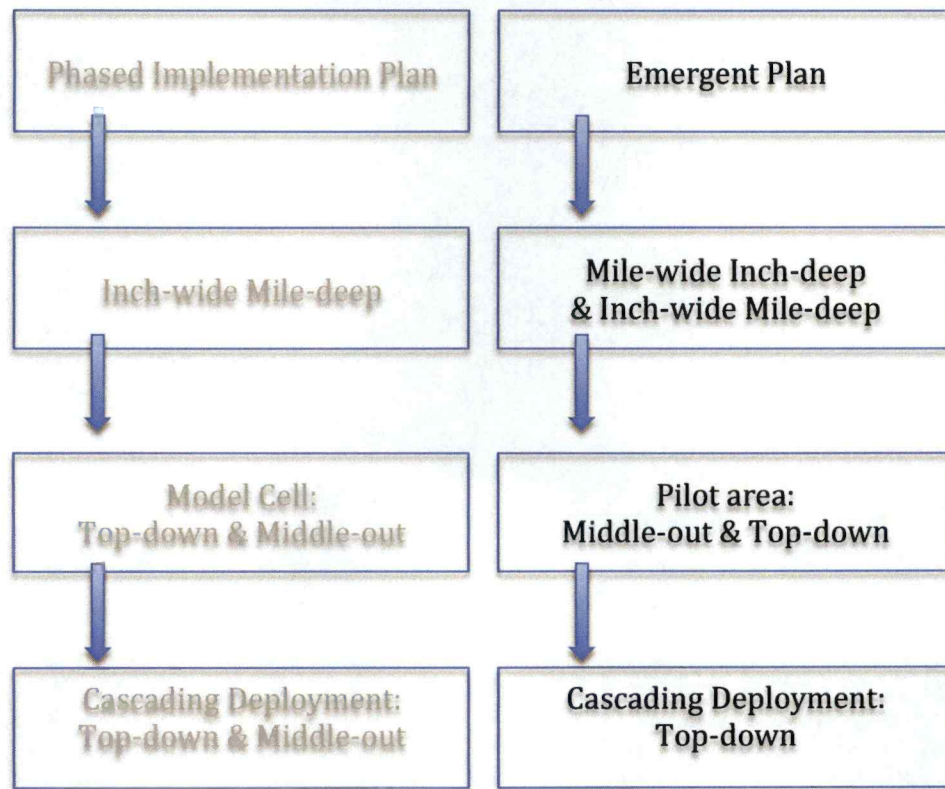 Phased Implementation Plan
Emergent Plan
Inch-wide Mile-deep
Mile-wide Inch-deep
& Inch-wide Mile-deep
Model Cell:
Top-down & Middle-out
Pilot area:
Middle-out & Top-down
Cascading Deployment:
Top-down & Middle-out
Cascading Deployment:
Top-down